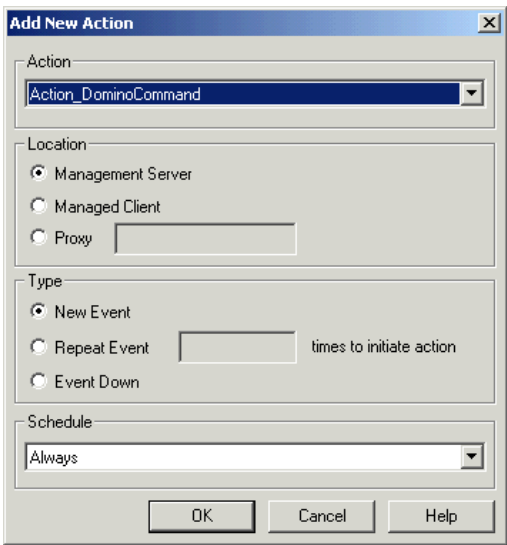 Add New Action
Action
Action_DominoCommand
Location
Management Server
Managed Client
Proxy
Type
New Event
Repeat Event times to initiate action
Event Down
Schedule
Always
OK Cancel Help